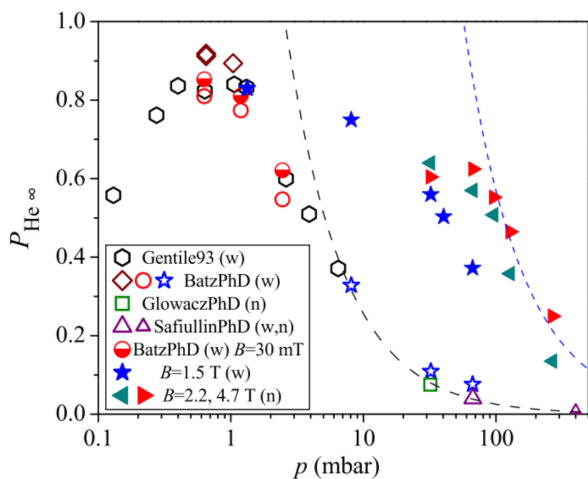 1.0
0.8
0.6
0.4
0.2
0.0
P_He ∞
Gentile93 (w)
BatzPhD (w)
GlowaczPhD (n)
SafiullinPhD (w,n)
BatzPhD (w) B=30 mT
B=1.5 T (w)
B=2.2, 4.7 T (n)
0.1 1 10 100
p (mbar)